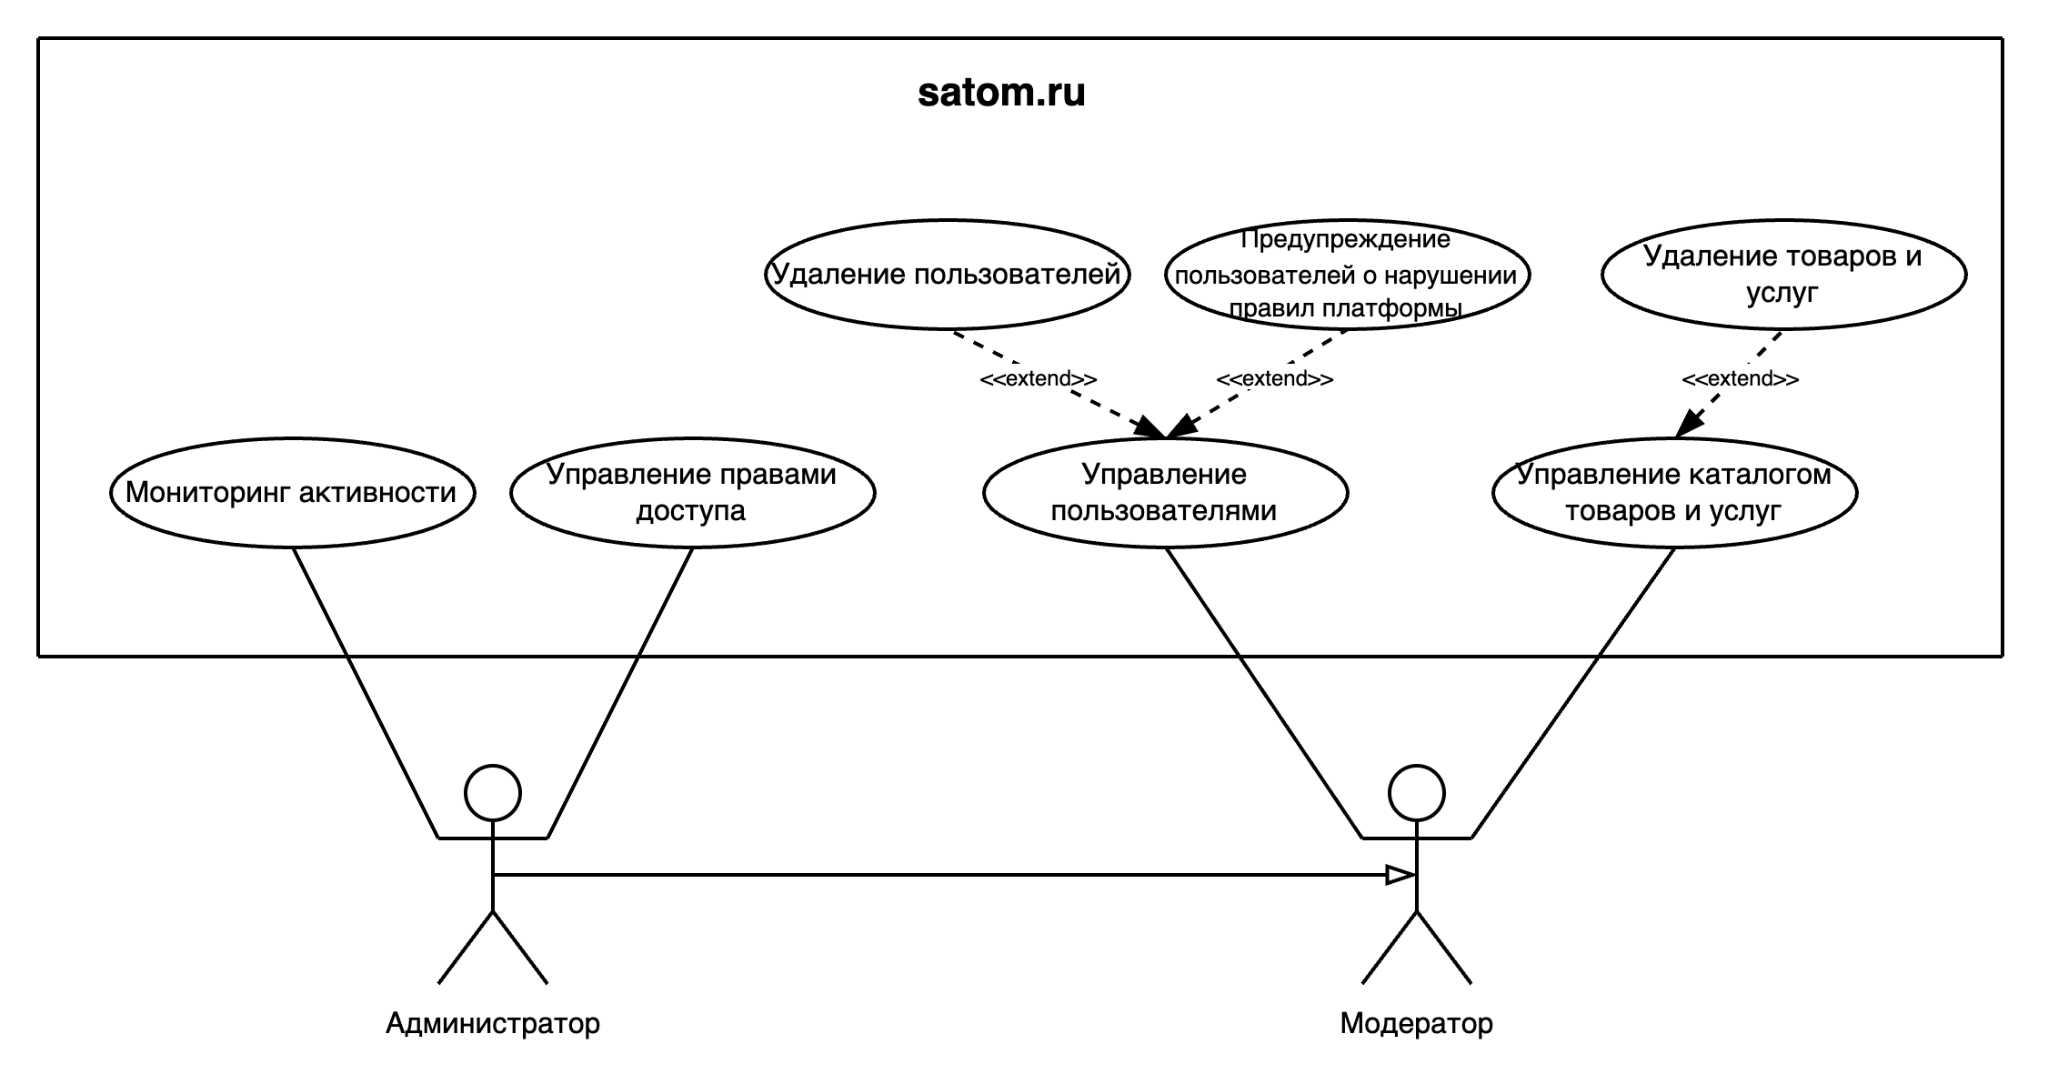 satom.ru
Удаление пользователей
Предупреждение
пользователей о нарушении
правил платформы
Удаление товаров и
услуг
<<extend>>
<<extend>>
<<extend>>
Мониторинг активности
Управление правами
доступа
Управление
пользователями
Управление каталогом
товаров и услуг
Администратор
Модератор